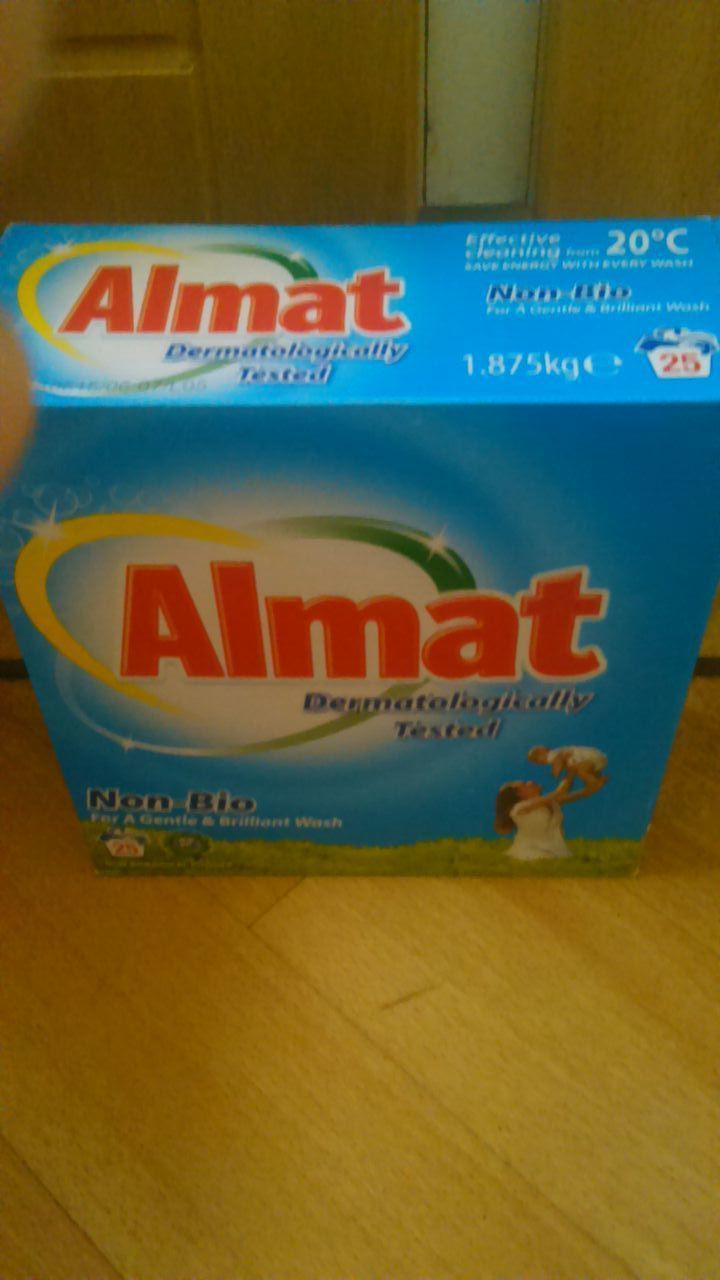 Almat
Dermatologically
Tested
Effective
cleaning from 20°C
SAVE ENERGY WITH EVERY WASH
Non-Bio
For A Gentle & Brilliant Wash
1.875kg ℮
25
Almat
Dermatologically
Tested
Non-Bio
For A Gentle & Brilliant Wash
25